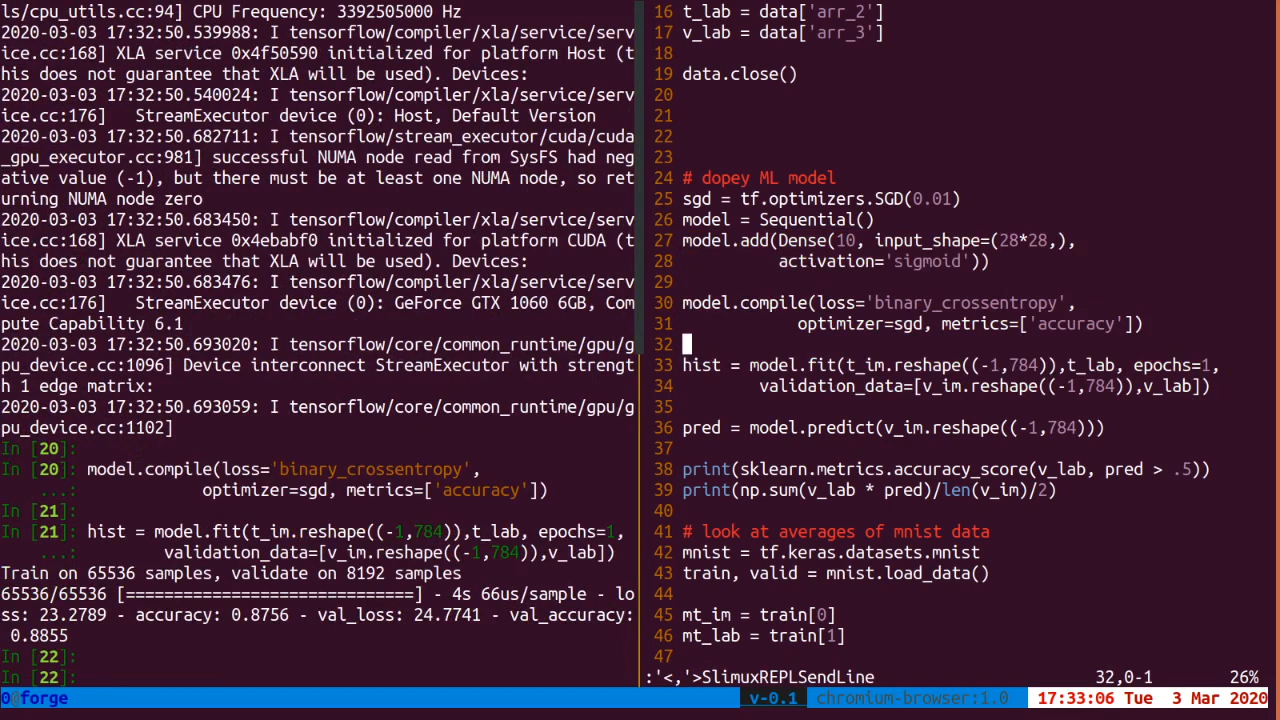 ls/cpu_utils.cc:94] CPU Frequency: 3392505000 Hz
2020-03-03 17:32:50.539988: I tensorflow/compiler/xla/service/serv
ice.cc:168] XLA service 0x4f50590 initialized for platform Host (t
his does not guarantee that XLA will be used). Devices:
2020-03-03 17:32:50.540024: I tensorflow/compiler/xla/service/serv
ice.cc:176]   StreamExecutor device (0): Host, Default Version
2020-03-03 17:32:50.682711: I tensorflow/stream_executor/cuda/cuda
_gpu_executor.cc:981] successful NUMA node read from SysFS had neg
ative value (-1), but there must be at least one NUMA node, so ret
urning NUMA node zero
2020-03-03 17:32:50.683450: I tensorflow/compiler/xla/service/serv
ice.cc:168] XLA service 0x4ebabf0 initialized for platform CUDA (t
his does not guarantee that XLA will be used). Devices:
2020-03-03 17:32:50.683476: I tensorflow/compiler/xla/service/serv
ice.cc:176]   StreamExecutor device (0): GeForce GTX 1060 6GB, Com
pute Capability 6.1
2020-03-03 17:32:50.693020: I tensorflow/core/common_runtime/gpu/g
pu_device.cc:1096] Device interconnect StreamExecutor with strengt
h 1 edge matrix:
2020-03-03 17:32:50.693059: I tensorflow/core/common_runtime/gpu/g
pu_device.cc:1102]
In [20]:
In [20]: model.compile(loss='binary_crossentropy',
    ...:             optimizer=sgd, metrics=['accuracy'])
In [21]:
In [21]: hist = model.fit(t_im.reshape((-1,784)),t_lab, epochs=1,
    ...:         validation_data=[v_im.reshape((-1,784)),v_lab])
Train on 65536 samples, validate on 8192 samples
65536/65536 [==============================] - 4s 66us/sample - lo
ss: 23.2789 - accuracy: 0.8756 - val_loss: 24.7741 - val_accuracy:
 0.8855
In [22]:
In [22]:
16 t_lab = data['arr_2']
17 v_lab = data['arr_3']
18
19 data.close()
20
21
22
23
24 # dopey ML model
25 sgd = tf.optimizers.SGD(0.01)
26 model = Sequential()
27 model.add(Dense(10, input_shape=(28*28,),
28           activation='sigmoid'))
29
30 model.compile(loss='binary_crossentropy',
31             optimizer=sgd, metrics=['accuracy'])
32
33 hist = model.fit(t_im.reshape((-1,784)),t_lab, epochs=1,
34         validation_data=[v_im.reshape((-1,784)),v_lab])
35
36 pred = model.predict(v_im.reshape((-1,784)))
37
38 print(sklearn.metrics.accuracy_score(v_lab, pred > .5))
39 print(np.sum(v_lab * pred)/len(v_im)/2)
40
41 # look at averages of mnist data
42 mnist = tf.keras.datasets.mnist
43 train, valid = mnist.load_data()
44
45 mt_im = train[0]
46 mt_lab = train[1]
47
:'<,'>SlimuxREPLSendLine 32,0-1 26%
0@forge v-0.1 chromium-browser:1.0 17:33:06 Tue  3 Mar 2020